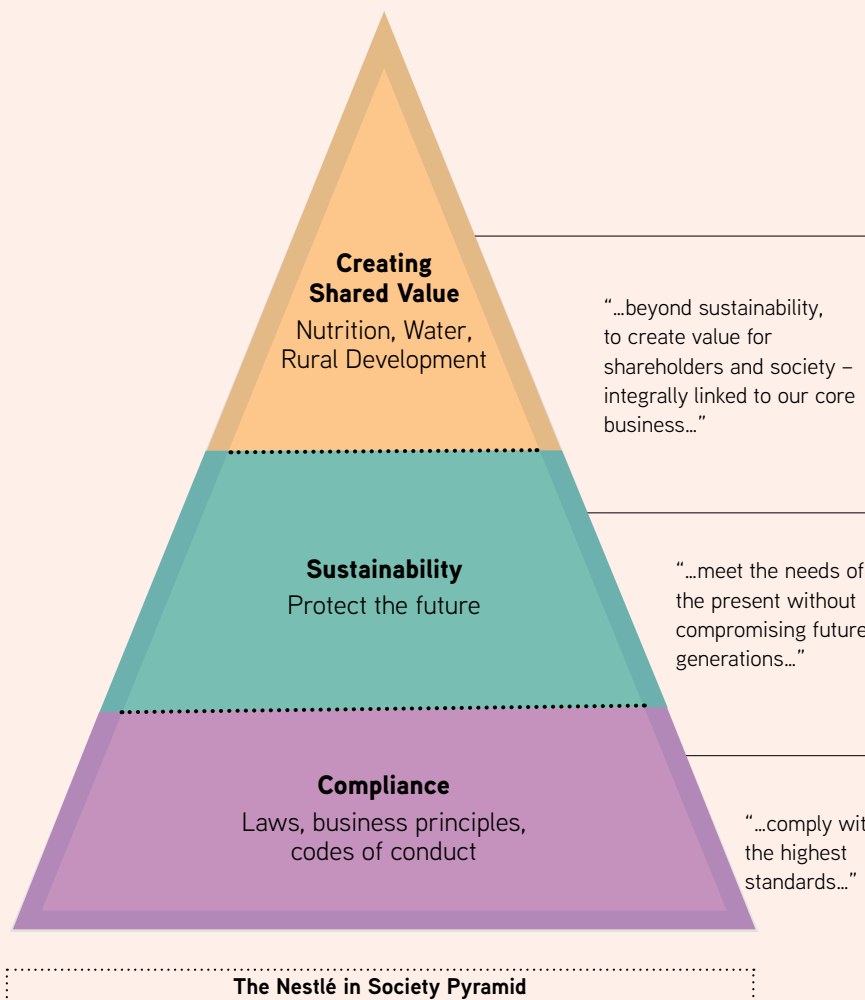 Creating
Shared Value
Nutrition, Water,
Rural Development
“…beyond sustainability,
to create value for
shareholders and society –
integrally linked to our core
business…”
Sustainability
Protect the future
“…meet the needs of
the present without
compromising future
generations…”
Compliance
Laws, business principles,
codes of conduct
“…comply wit
the highest
standards…”
The Nestlé in Society Pyramid